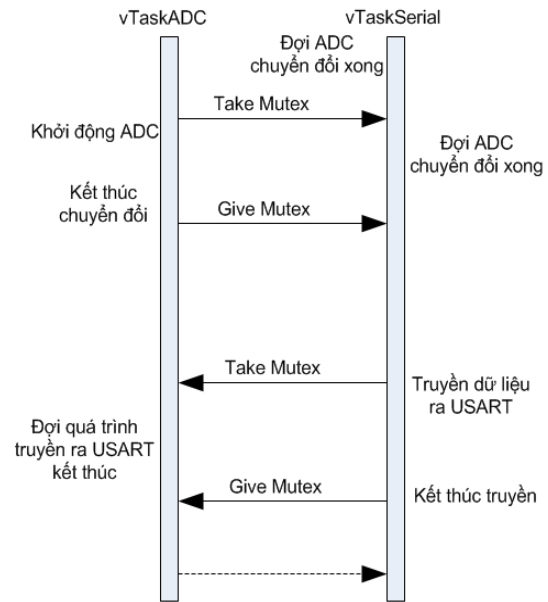 vTaskADC
vTaskSerial
Đợi ADC
chuyển đổi xong
Take Mutex
Khởi động ADC
Đợi ADC
chuyển đổi xong
Kết thúc
chuyển đổi
Give Mutex
Take Mutex
Truyền dữ liệu
ra USART
Đợi quá trình
truyền ra USART
kết thúc
Give Mutex
Kết thúc truyền